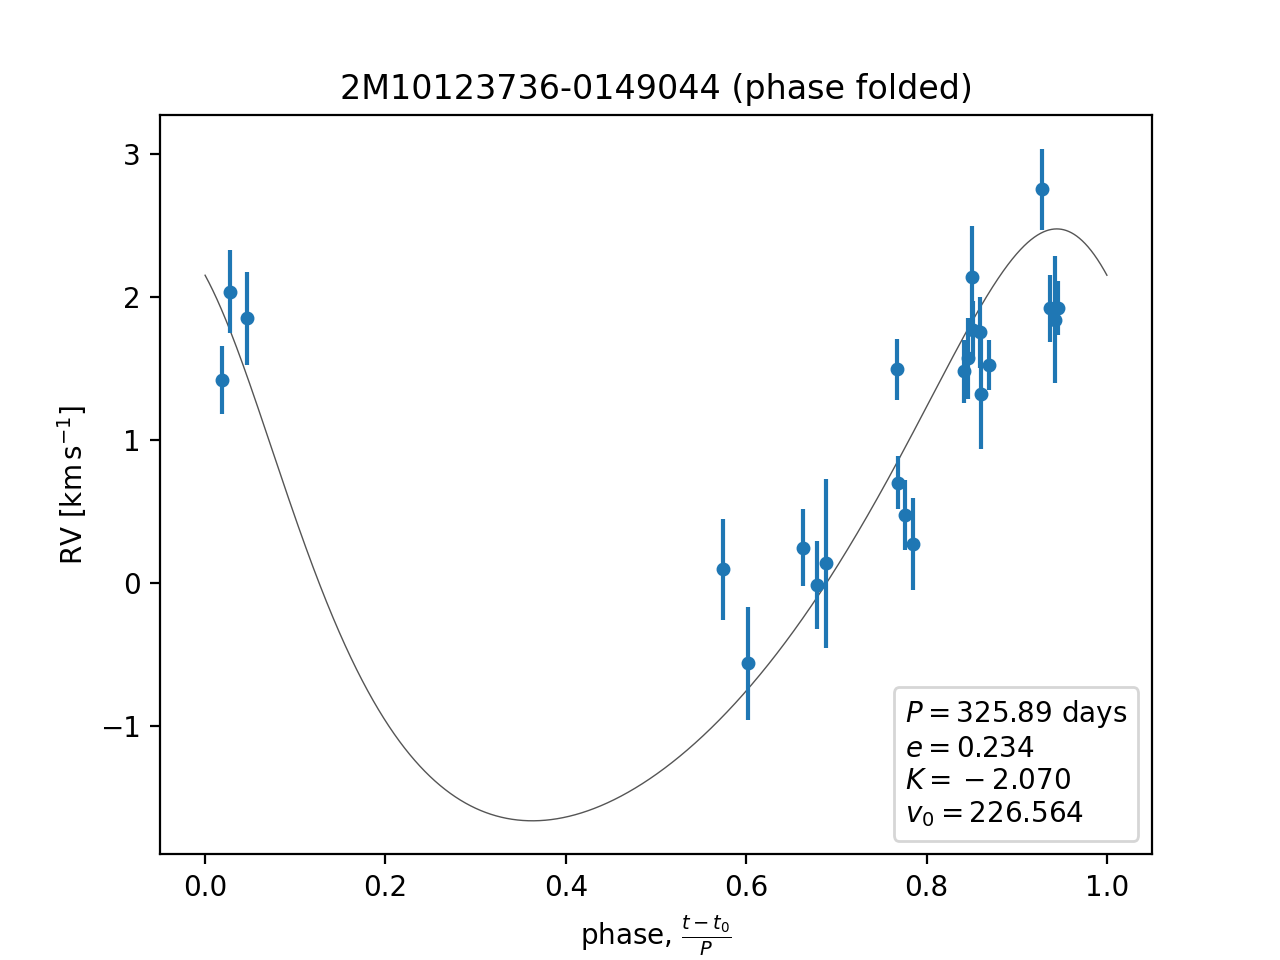 2M10123736-0149044 (phase folded)
RV [km s⁻¹]
3
2
1
0
−1
P = 325.89 days
e = 0.234
K = −2.070
v₀ = 226.564
0.0 0.2 0.4 0.6 0.8 1.0
phase, (t − t₀)/P